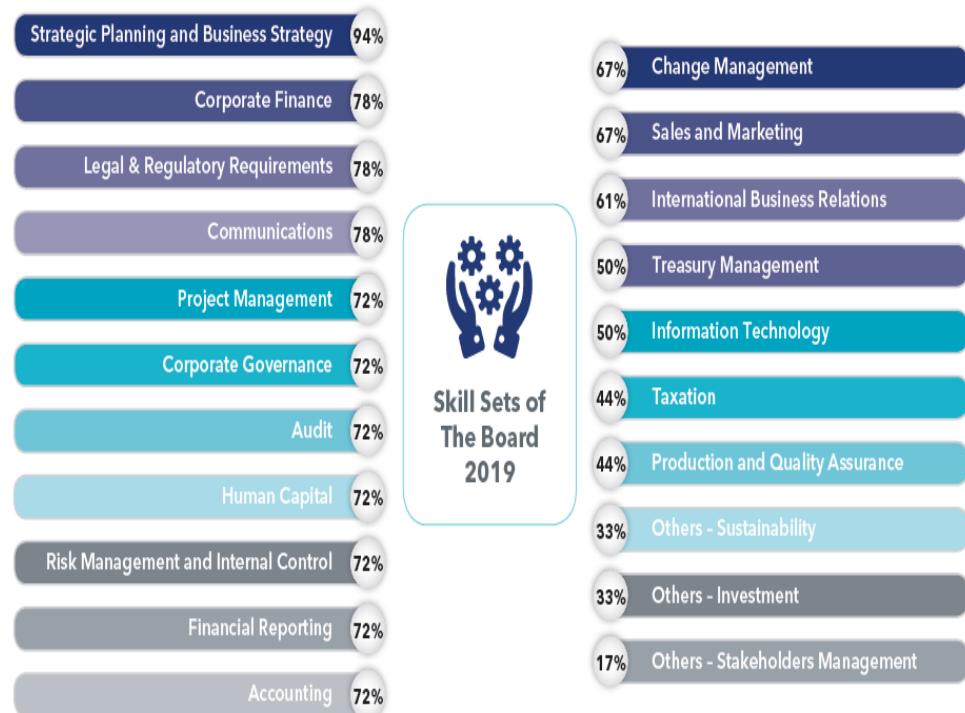 Strategic Planning and Business Strategy 94%
Corporate Finance 78%
Legal & Regulatory Requirements 78%
Communications 78%
Project Management 72%
Corporate Governance 72%
Audit 72%
Human Capital 72%
Risk Management and Internal Control 72%
Financial Reporting 72%
Accounting 72%
Skill Sets of
The Board
2019
67% Change Management
67% Sales and Marketing
61% International Business Relations
50% Treasury Management
50% Information Technology
44% Taxation
44% Production and Quality Assurance
33% Others - Sustainability
33% Others - Investment
17% Others - Stakeholders Management